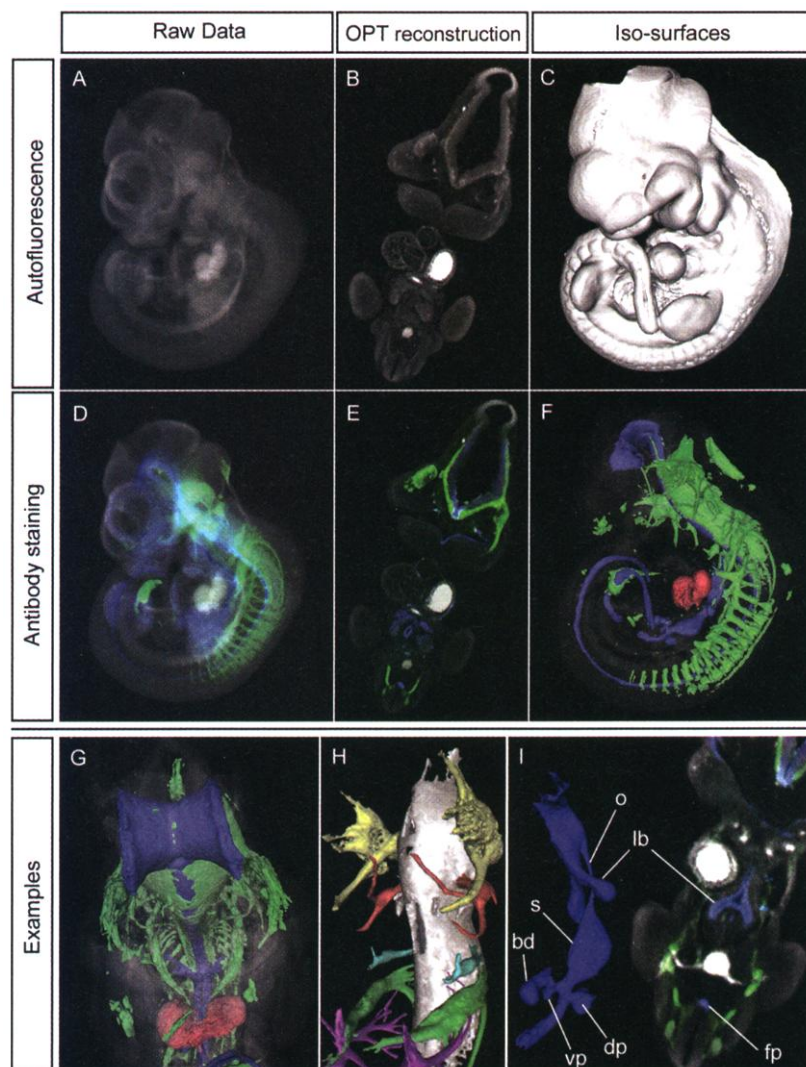 Raw Data
OPT reconstruction
Iso-surfaces
Autofluorescence
A
B
C
Antibody staining
D
E
F
Examples
G
H
I
o
lb
s
bd
vp
dp
fp